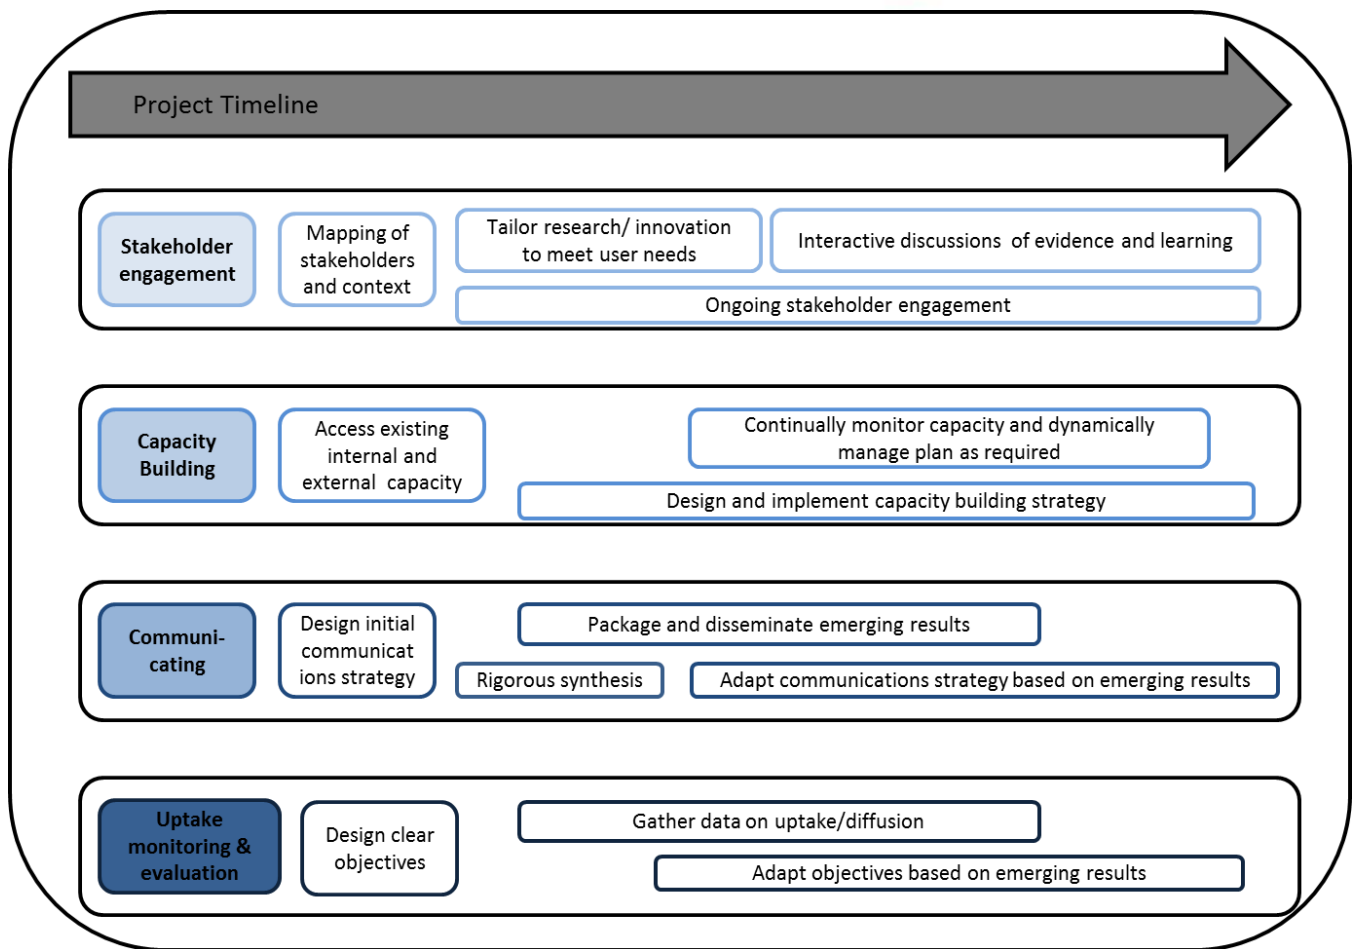 Project Timeline
Stakeholder
engagement
Mapping of
stakeholders
and context
Tailor research/ innovation
to meet user needs
Interactive discussions of evidence and learning
Ongoing stakeholder engagement
Capacity
Building
Access existing
internal and
external capacity
Continually monitor capacity and dynamically
manage plan as required
Design and implement capacity building strategy
Communi-
cating
Design initial
communicat
ions strategy
Package and disseminate emerging results
Rigorous synthesis
Adapt communications strategy based on emerging results
Uptake
monitoring &
evaluation
Design clear
objectives
Gather data on uptake/diffusion
Adapt objectives based on emerging results